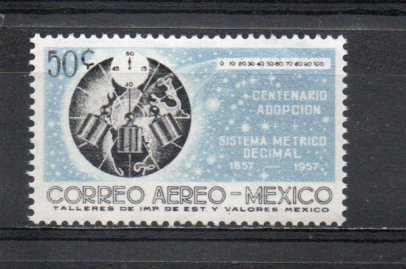 50¢
60
0 10 20 30 40 50 60 70 80 90 100
15
30
CENTENARIO
ADOPCION
SISTEMA METRICO
DECIMAL
1857 — 1957
CORREO AEREO-MEXICO
TALLERES DE IMP. DE EST. Y VALORES-MEXICO